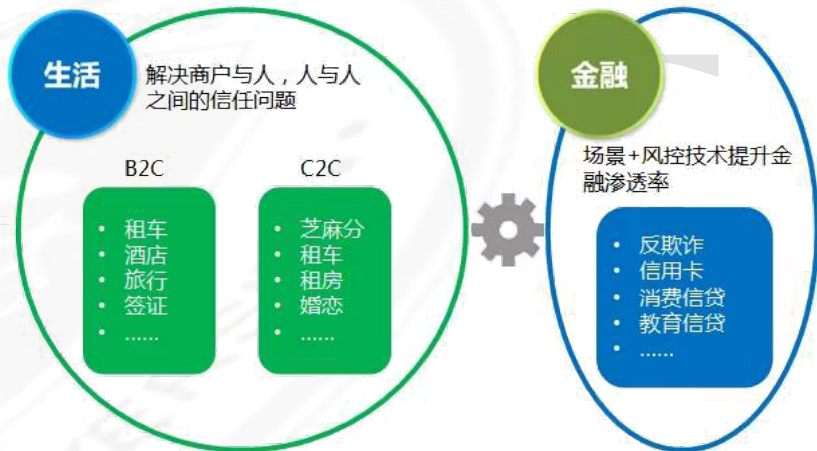 生活
解决商户与人，人与人
之间的信任问题
B2C
• 租车
• 酒店
• 旅行
• 签证
• ......
C2C
• 芝麻分
• 租车
• 租房
• 婚恋
• ......
金融
场景+风控技术提升金
融渗透率
• 反欺诈
• 信用卡
• 消费信贷
• 教育信贷
• ......